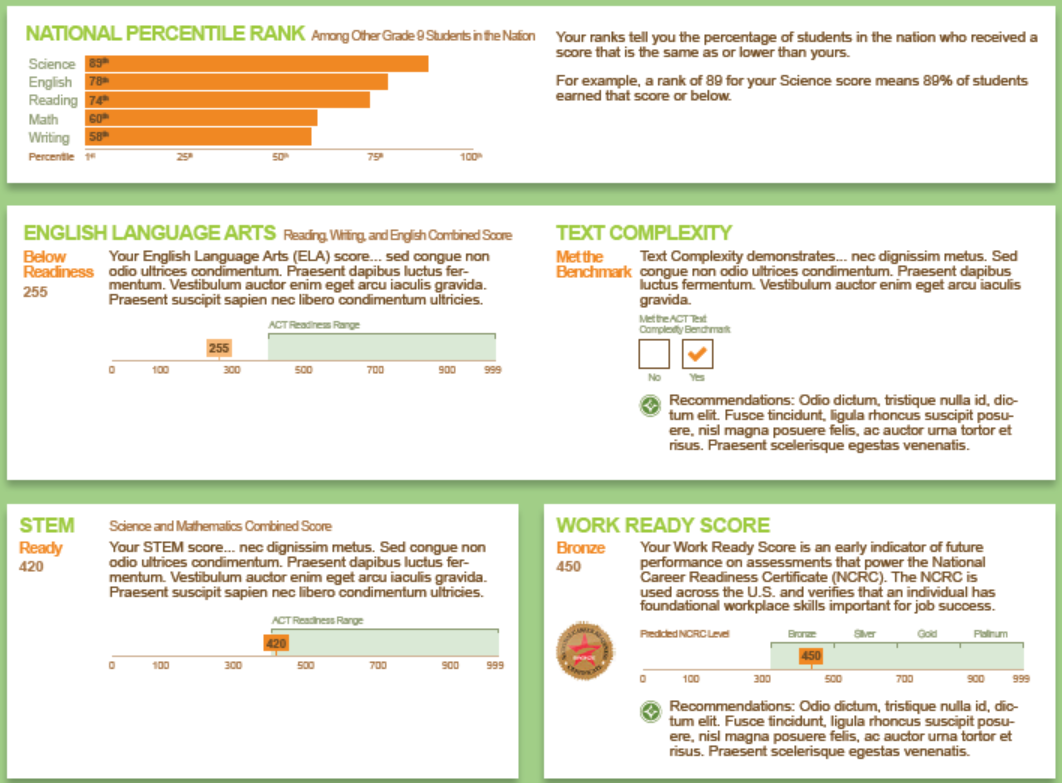 NATIONAL PERCENTILE RANK Among Other Grade 9 Students in the Nation
Science 89th
English 78th
Reading 74th
Math 60th
Writing 58th
Percentile 1st 25th 50th 75th 100th
Your ranks tell you the percentage of students in the nation who received a
score that is the same as or lower than yours.
For example, a rank of 89 for your Science score means 89% of students
earned that score or below.
ENGLISH LANGUAGE ARTS Reading, Writing, and English Combined Score
Below
Readiness
255
Your English Language Arts (ELA) score... sed congue non
odio ultrices condimentum. Praesent dapibus luctus fer-
mentum. Vestibulum auctor enim eget arcu iaculis gravida.
Praesent suscipit sapien nec libero condimentum ultricies.
ACT Readiness Range
255
0 100 300 500 700 900 999
TEXT COMPLEXITY
Met the
Benchmark
Text Complexity demonstrates... nec dignissim metus. Sed
congue non odio ultrices condimentum. Praesent dapibus
luctus fermentum. Vestibulum auctor enim eget arcu iaculis
gravida.
Met the ACT Text
Complexity Benchmark
No Yes
Recommendations: Odio dictum, tristique nulla id, dic-
tum elit. Fusce tincidunt, ligula rhoncus suscipit posu-
ere, nisl magna posuere felis, ac auctor urna tortor et
risus. Praesent scelerisque egestas venenatis.
STEM Science and Mathematics Combined Score
Ready
420
Your STEM score... nec dignissim metus. Sed congue non
odio ultrices condimentum. Praesent dapibus luctus fer-
mentum. Vestibulum auctor enim eget arcu iaculis gravida.
Praesent suscipit sapien nec libero condimentum ultricies.
ACT Readiness Range
420
0 100 300 500 700 900 999
WORK READY SCORE
Bronze
450
Your Work Ready Score is an early indicator of future
performance on assessments that power the National
Career Readiness Certificate (NCRC). The NCRC is
used across the U.S. and verifies that an individual has
foundational workplace skills important for job success.
Predicted NCRC Level Bronze Silver Gold Platinum
450
0 100 300 500 700 900 999
Recommendations: Odio dictum, tristique nulla id, dic-
tum elit. Fusce tincidunt, ligula rhoncus suscipit posu-
ere, nisl magna posuere felis, ac auctor urna tortor et
risus. Praesent scelerisque egestas venenatis.